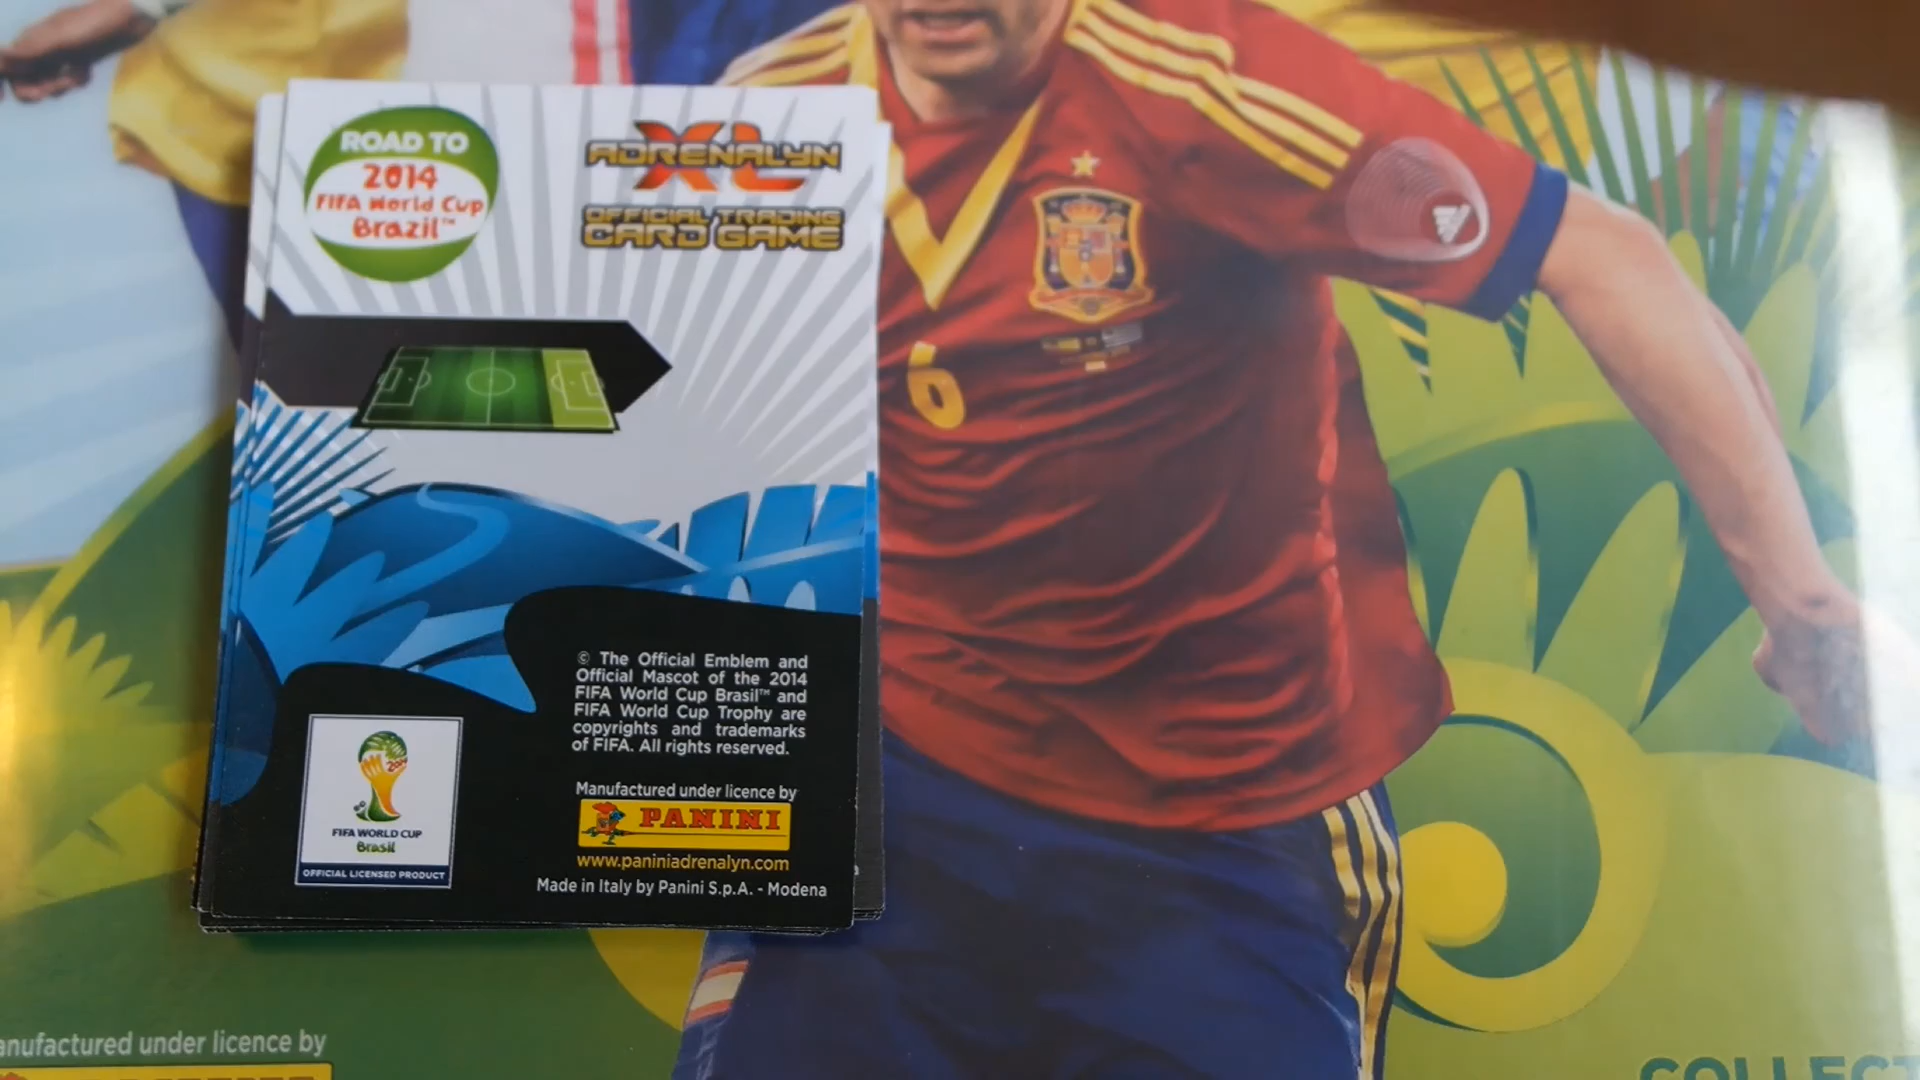 ROAD TO
2014
FIFA World Cup
Brazil™
ADRENALYN
XL
OFFICIAL TRADING
CARD GAME
6
© The Official Emblem and
Official Mascot of the 2014
FIFA World Cup Brasil™ and
FIFA World Cup Trophy are
copyrights and trademarks
of FIFA. All rights reserved.
2014
FIFA WORLD CUP
Brasil
OFFICIAL LICENSED PRODUCT
Manufactured under licence by
PANINI
www.paniniadrenalyn.com
Made in Italy by Panini S.p.A. - Modena
anufactured under licence by
COLLECT